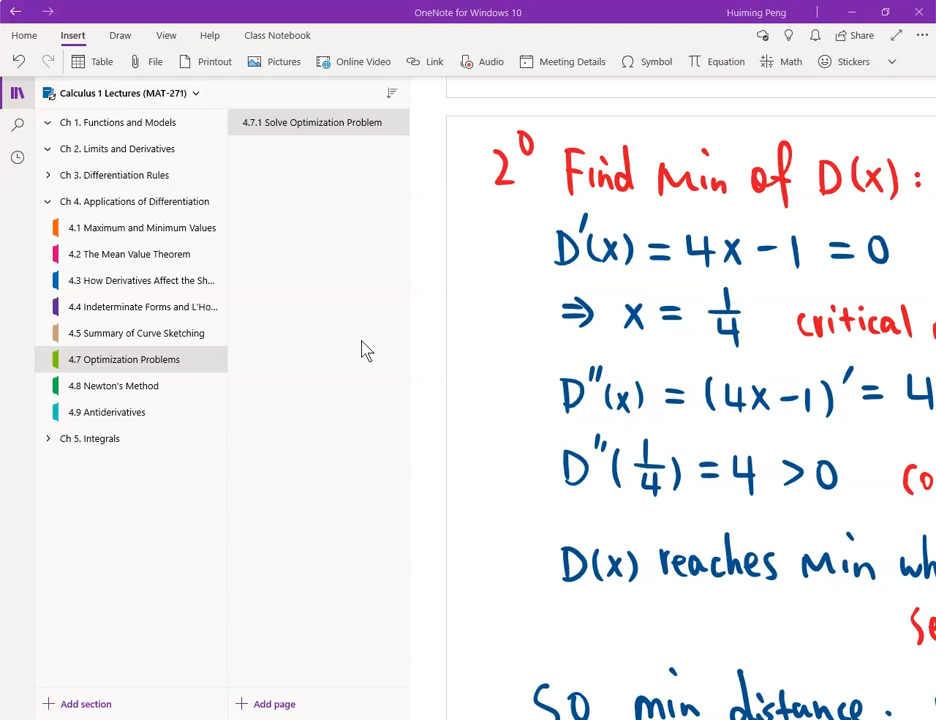 OneNote for Windows 10
Huiming Peng
Home Insert Draw View Help Class Notebook
Share
Table File Printout Pictures Online Video Link Audio Meeting Details Symbol Equation Math Stickers
Calculus 1 Lectures (MAT-271)
Ch 1. Functions and Models
Ch 2. Limits and Derivatives
Ch 3. Differentiation Rules
Ch 4. Applications of Differentiation
4.1 Maximum and Minimum Values
4.2 The Mean Value Theorem
4.3 How Derivatives Affect the Sh...
4.4 Indeterminate Forms and L'Ho...
4.5 Summary of Curve Sketching
4.7 Optimization Problems
4.8 Newton's Method
4.9 Antiderivatives
Ch 5. Integrals
Add section
4.7.1 Solve Optimization Problem
Add page
2⁰ Find Min of D(x) :
D'(x) = 4x - 1 = 0
⇒ x = 1/4 critical
D''(x) = (4x - 1)' = 4
D''(1/4) = 4 > 0
D(x) reaches Min
So min distance